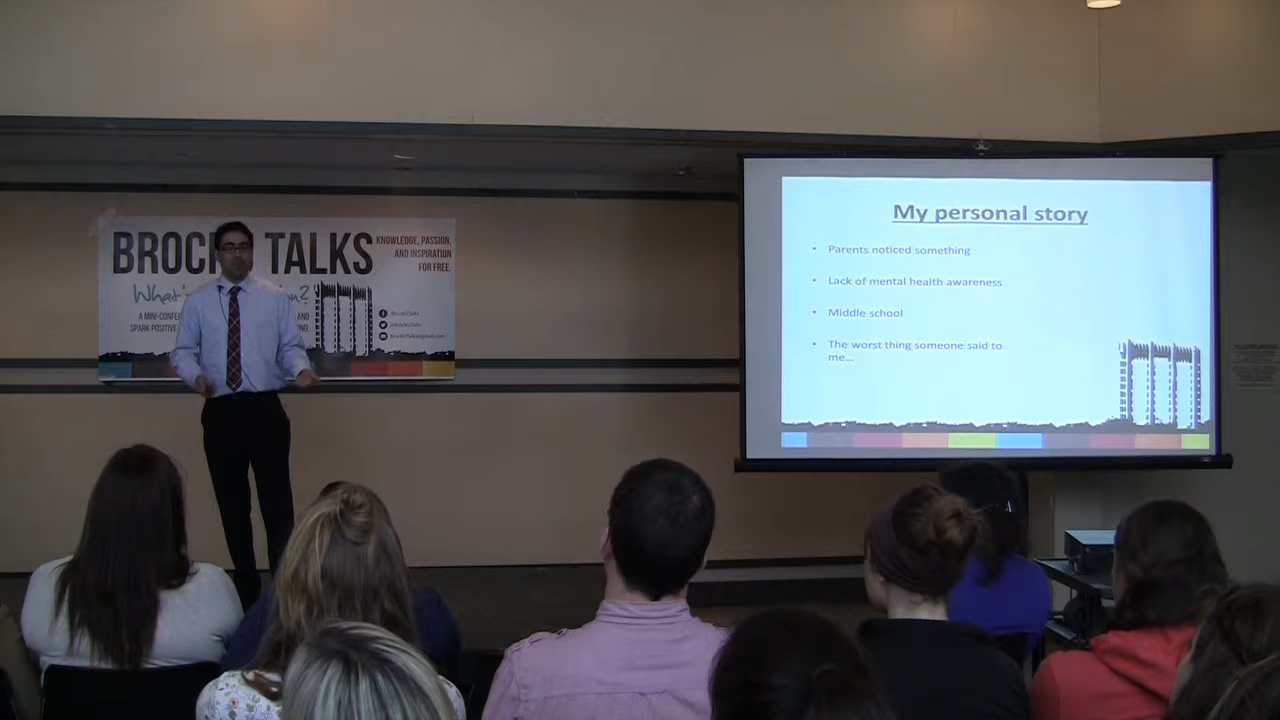 BROCK TALKS
KNOWLEDGE, PASSION,
AND INSPIRATION
FOR FREE.
What's
A MINI-CONFE
AND
SPARK POSITIVE
My personal story
• Parents noticed something
• Lack of mental health awareness
• Middle school
• The worst thing someone said to
me...